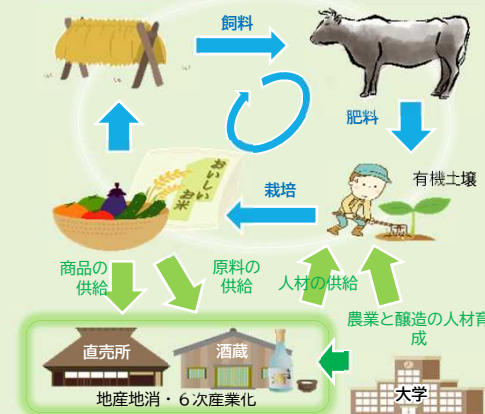 飼料
肥料
おいしい
お米
栽培
有機土壌
商品の
供給
原料の
供給
人材の供給
農業と醸造の人材育
成
直売所
酒蔵
地産地消・６次産業化
大学